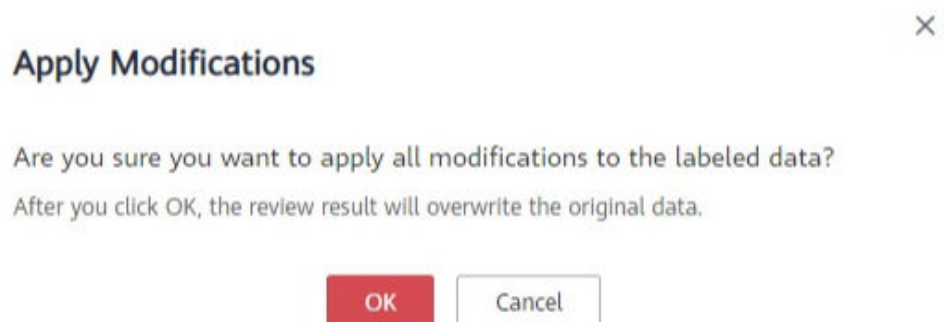 Apply Modifications
Are you sure you want to apply all modifications to the labeled data?
After you click OK, the review result will overwrite the original data.
OK Cancel